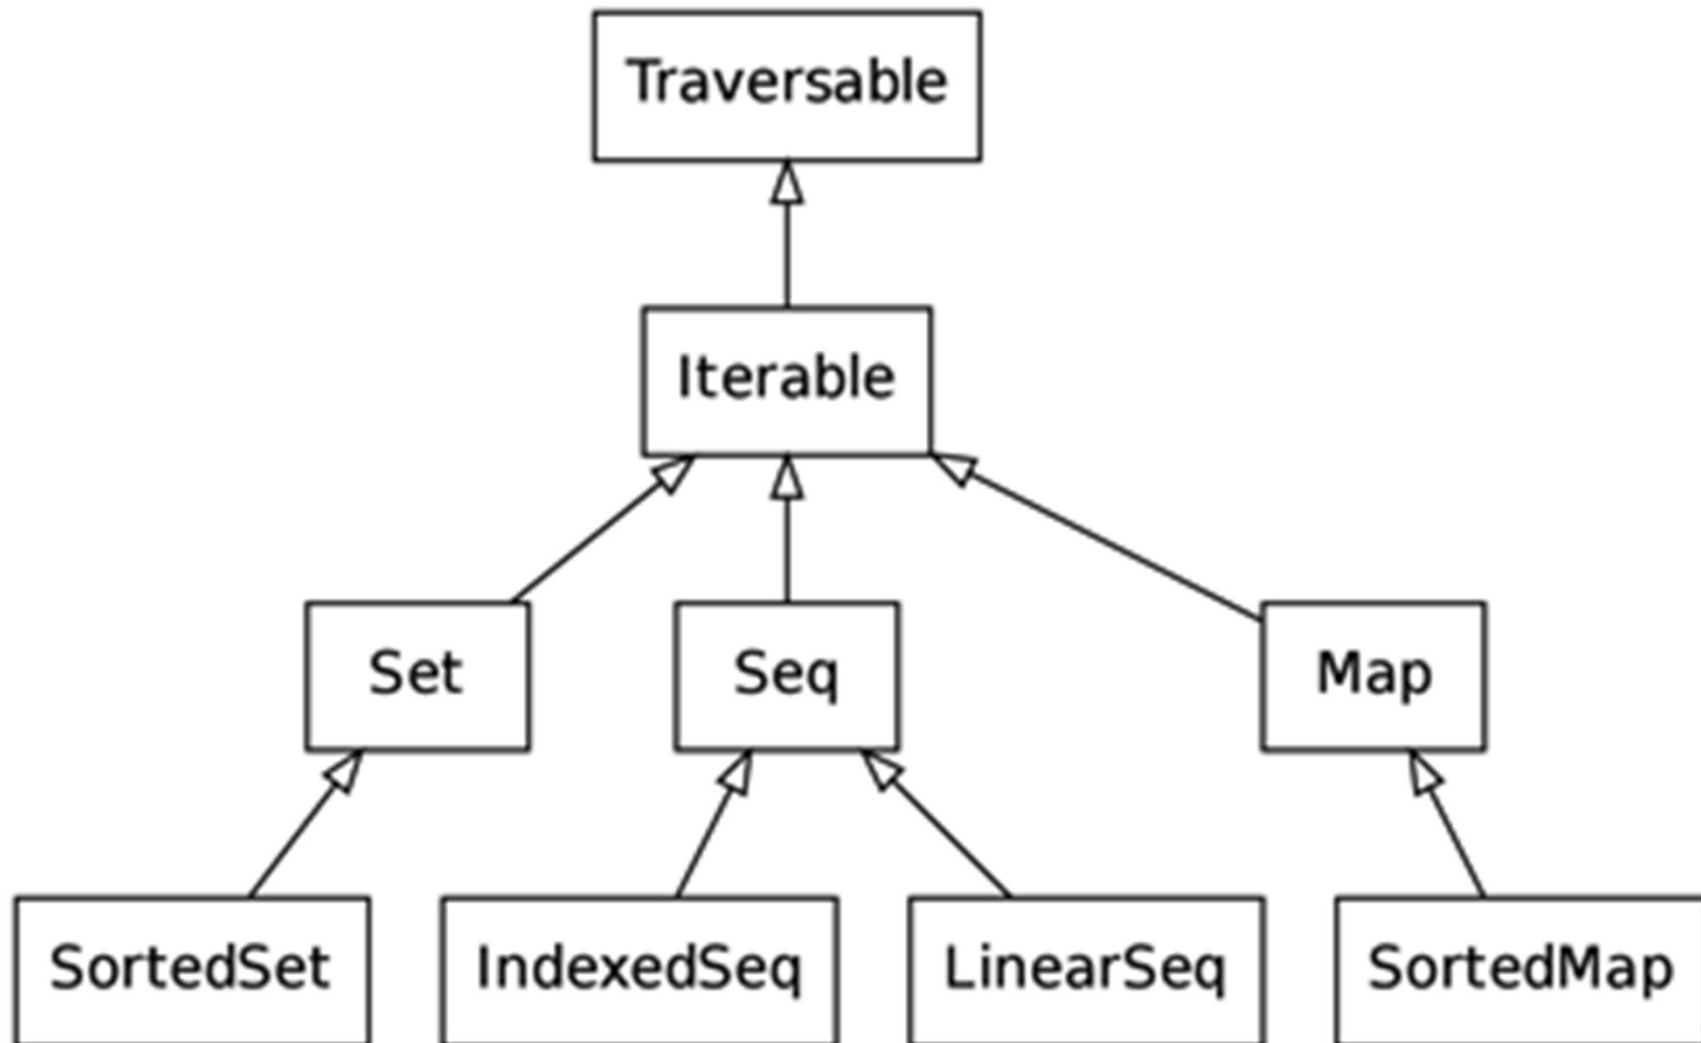 Traversable
Iterable
Set
Seq
Map
SortedSet
IndexedSeq
LinearSeq
SortedMap